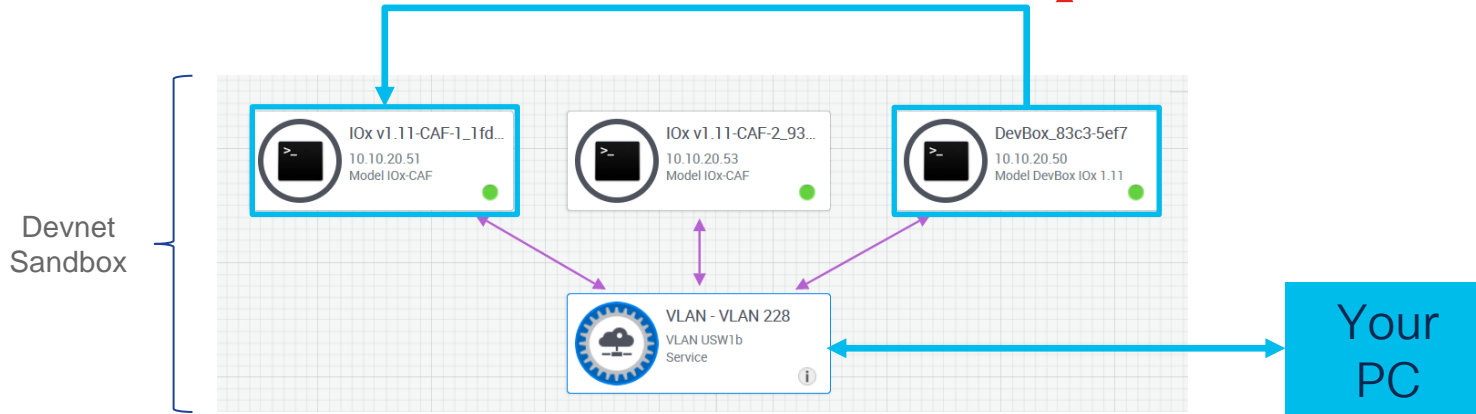 IOx v1.11-CAF-1_1fd...
10.10.20.51
Model IOx-CAF
IOx v1.11-CAF-2_93...
10.10.20.53
Model IOx-CAF
DevBox_83c3-5ef7
10.10.20.50
Model DevBox IOx 1.11
Devnet
Sandbox
VLAN - VLAN 228
VLAN USW1b
Service
i
Your
PC